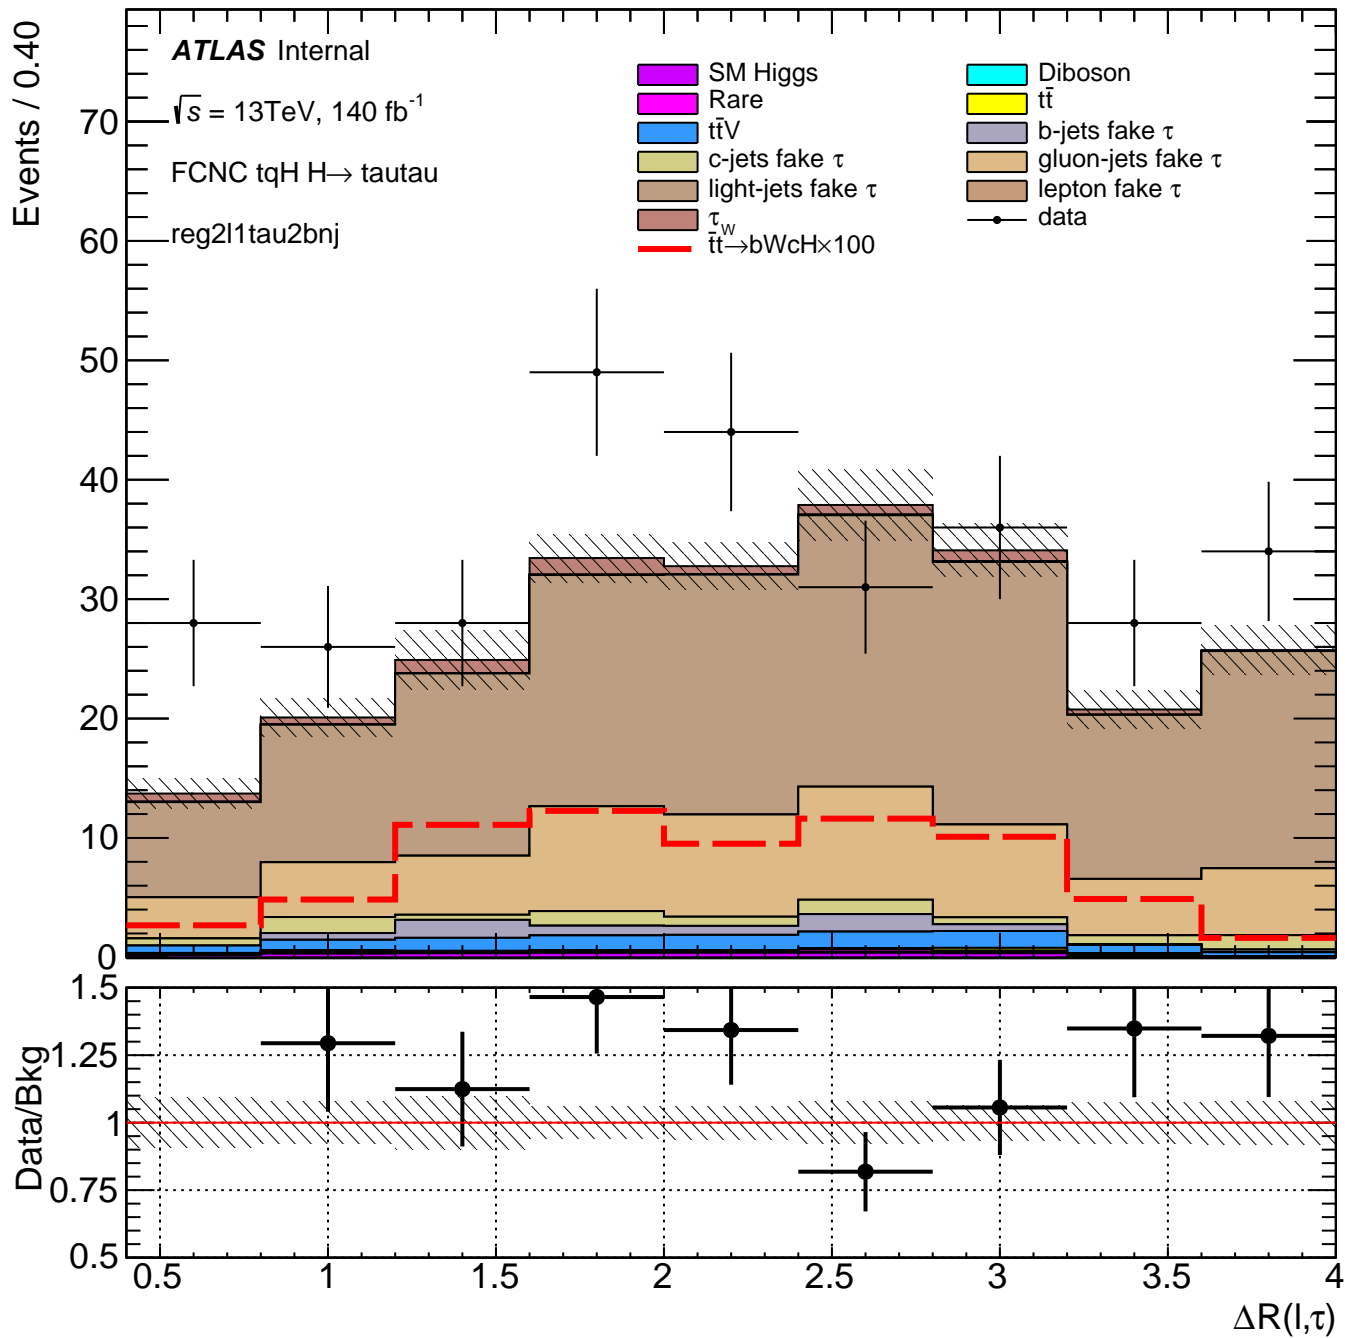 Events / 0.40
ATLAS Internal
√s = 13TeV, 140 fb⁻¹
FCNC tqH H→ tautau
reg2l1tau2bnj
SM Higgs
Rare
tt̄V
c-jets fake τ
light-jets fake τ
τ_W
t̄t→bWcH×100
Diboson
tt̄
b-jets fake τ
gluon-jets fake τ
lepton fake τ
data
70
60
50
40
30
20
10
0
Data/Bkg
1.5
1.25
1
0.75
0.5
0.5 1 1.5 2 2.5 3 3.5 4
ΔR(l,τ)